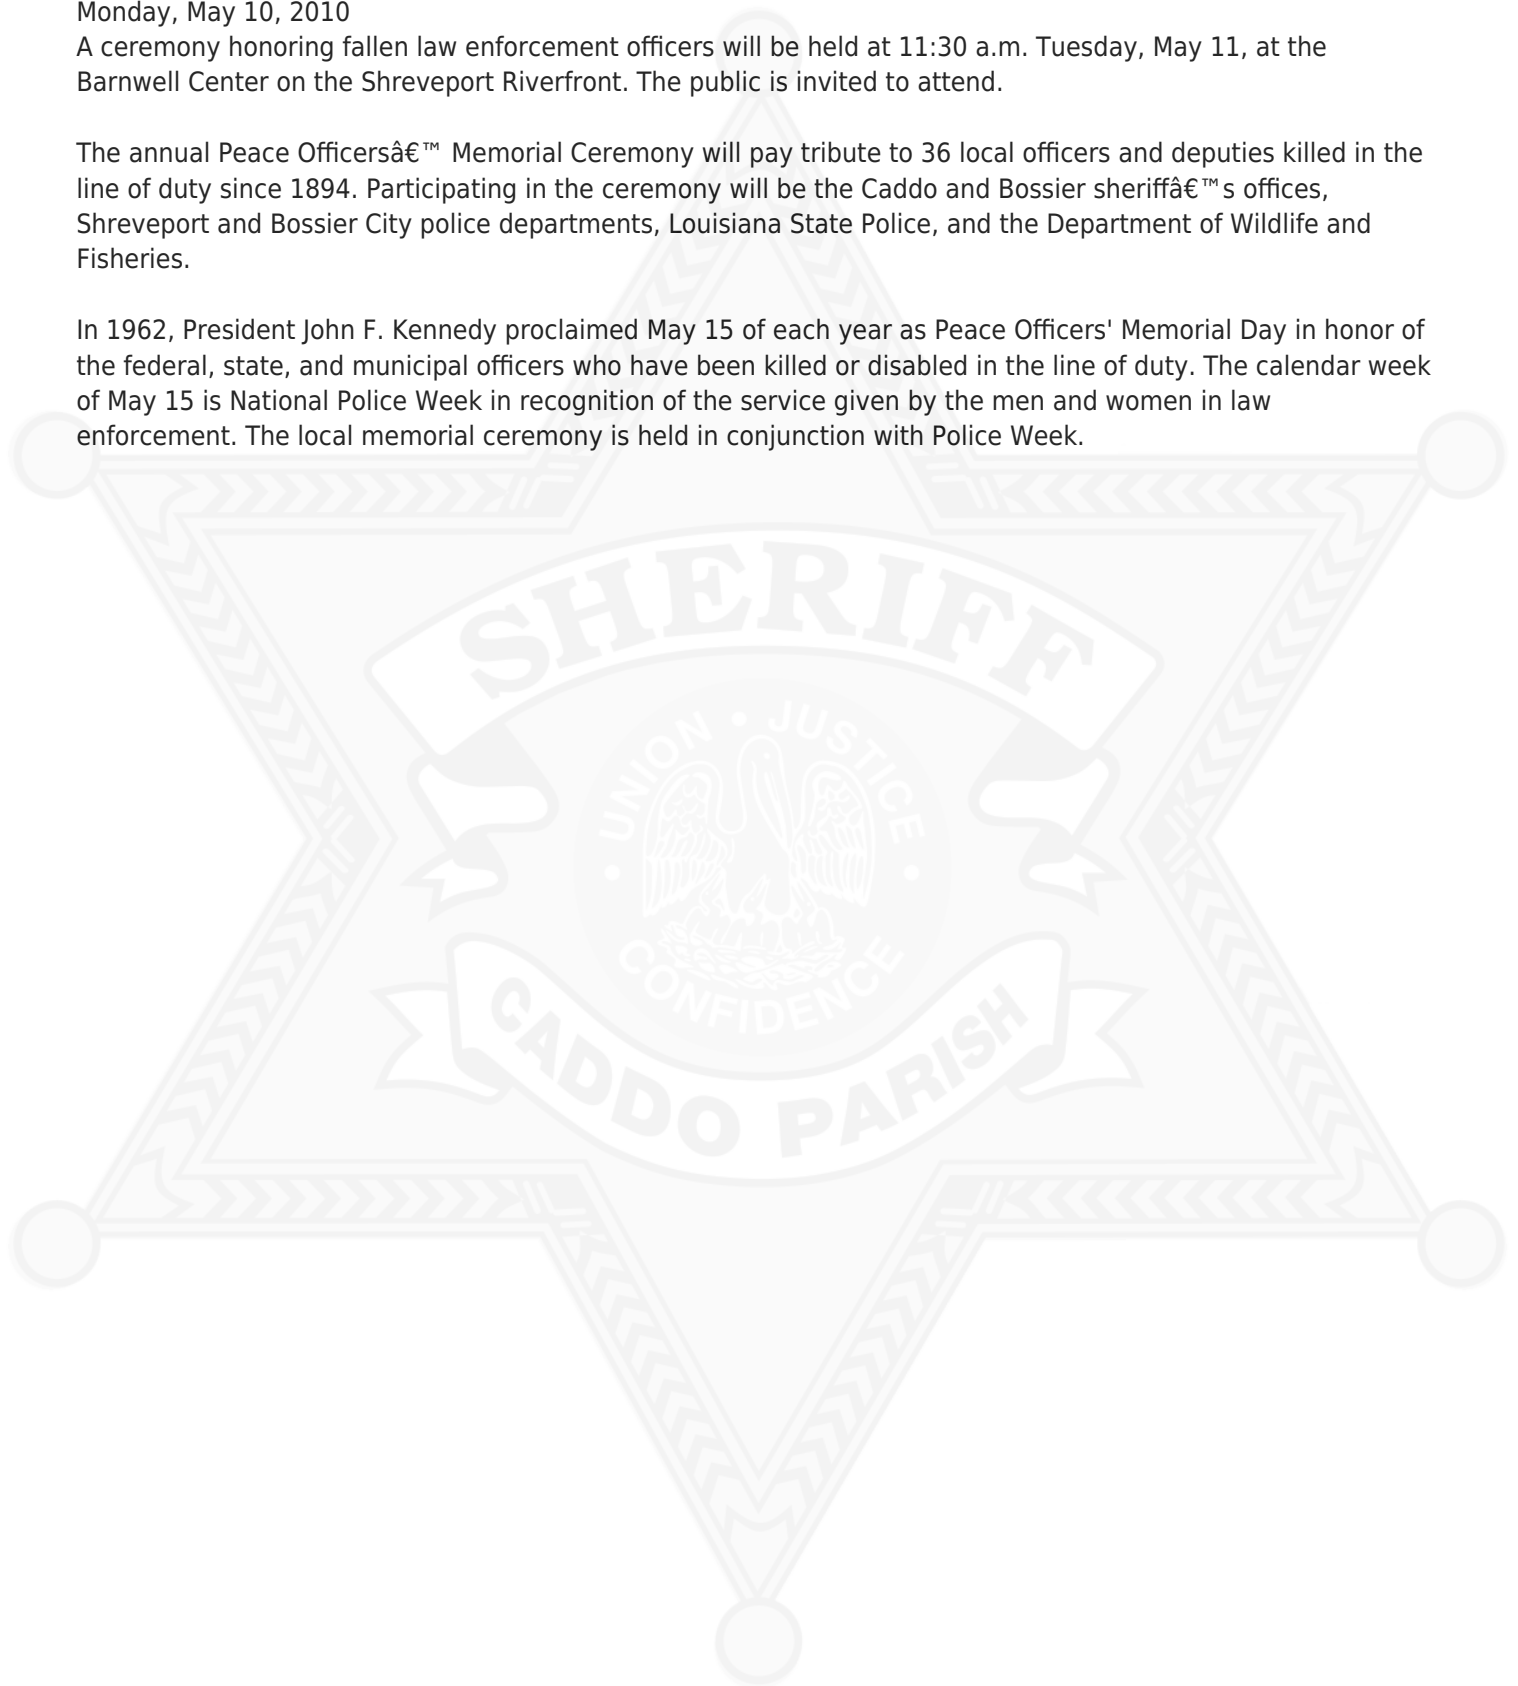 Monday, May 10, 2010
A ceremony honoring fallen law enforcement officers will be held at 11:30 a.m. Tuesday, May 11, at the
Barnwell Center on the Shreveport Riverfront. The public is invited to attend.
The annual Peace Officersâ€™ Memorial Ceremony will pay tribute to 36 local officers and deputies killed in the
line of duty since 1894. Participating in the ceremony will be the Caddo and Bossier sheriffâ€™s offices,
Shreveport and Bossier City police departments, Louisiana State Police, and the Department of Wildlife and
Fisheries.
In 1962, President John F. Kennedy proclaimed May 15 of each year as Peace Officers' Memorial Day in honor of
the federal, state, and municipal officers who have been killed or disabled in the line of duty. The calendar week
of May 15 is National Police Week in recognition of the service given by the men and women in law
enforcement. The local memorial ceremony is held in conjunction with Police Week.
SHERIFF
UNION • JUSTICE •
• CONFIDENCE
CADDO PARISH